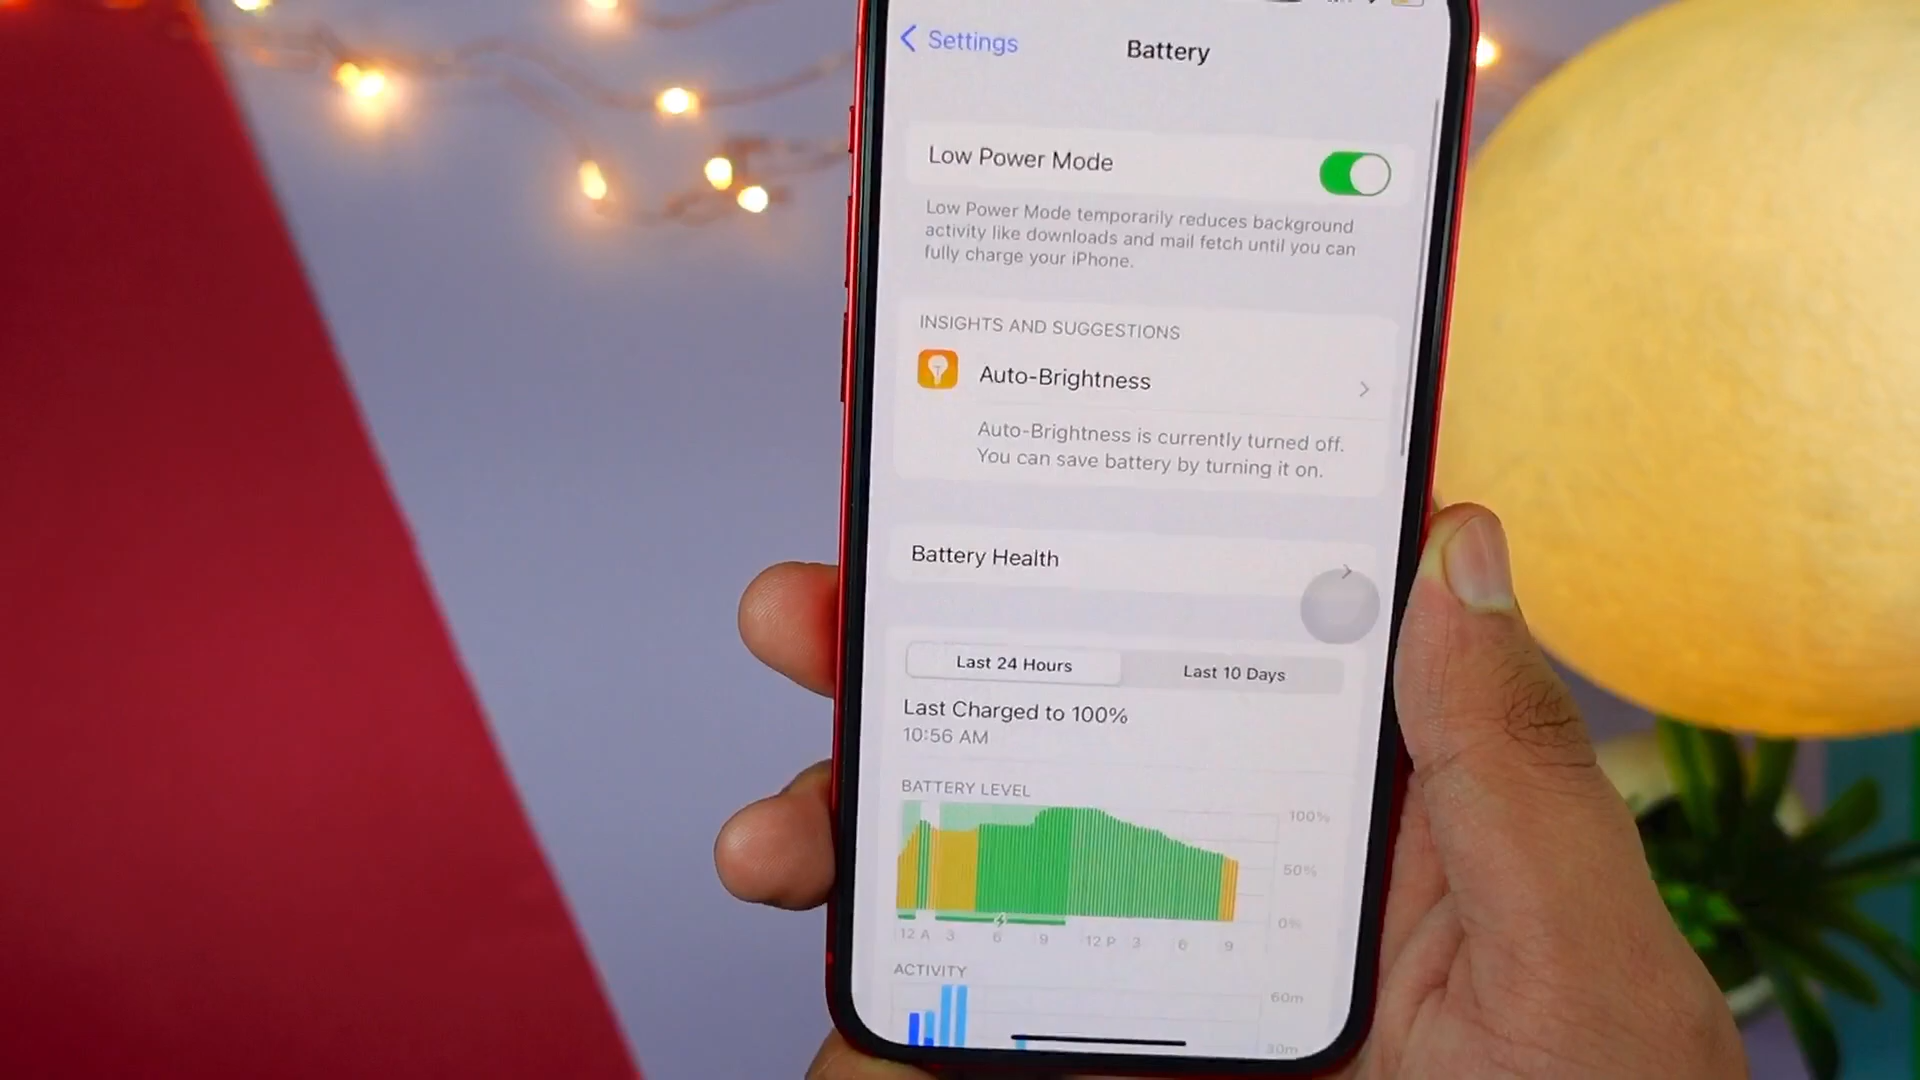 Settings
Battery
Low Power Mode
Low Power Mode temporarily reduces background
activity like downloads and mail fetch until you can
fully charge your iPhone.
INSIGHTS AND SUGGESTIONS
Auto-Brightness
Auto-Brightness is currently turned off.
You can save battery by turning it on.
Battery Health
Last 24 Hours
Last 10 Days
Last Charged to 100%
10:56 AM
BATTERY LEVEL
100%
50%
0%
12 A 3 6 9 12 P 3 6 9
ACTIVITY
60m
30m